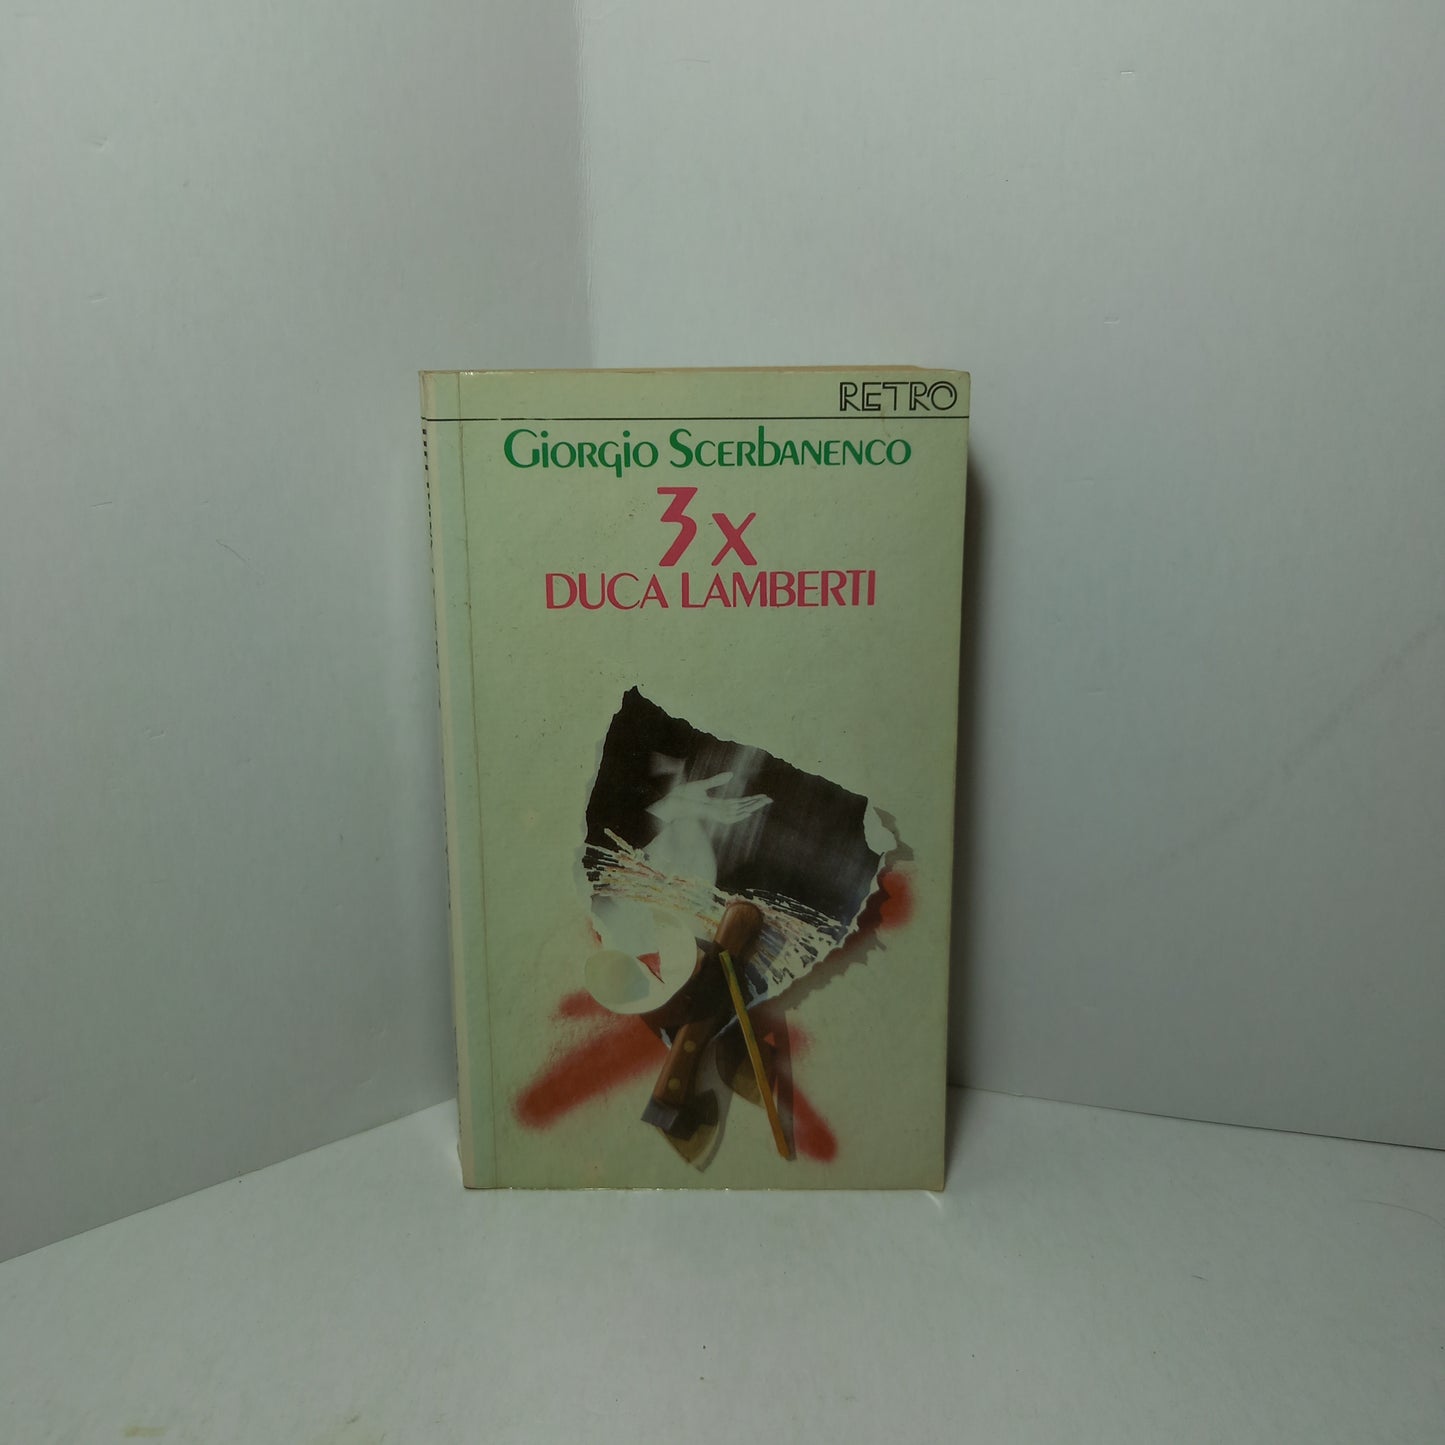 RETRO
Giorgio Scerbanenco
3 x
DUCA LAMBERTI